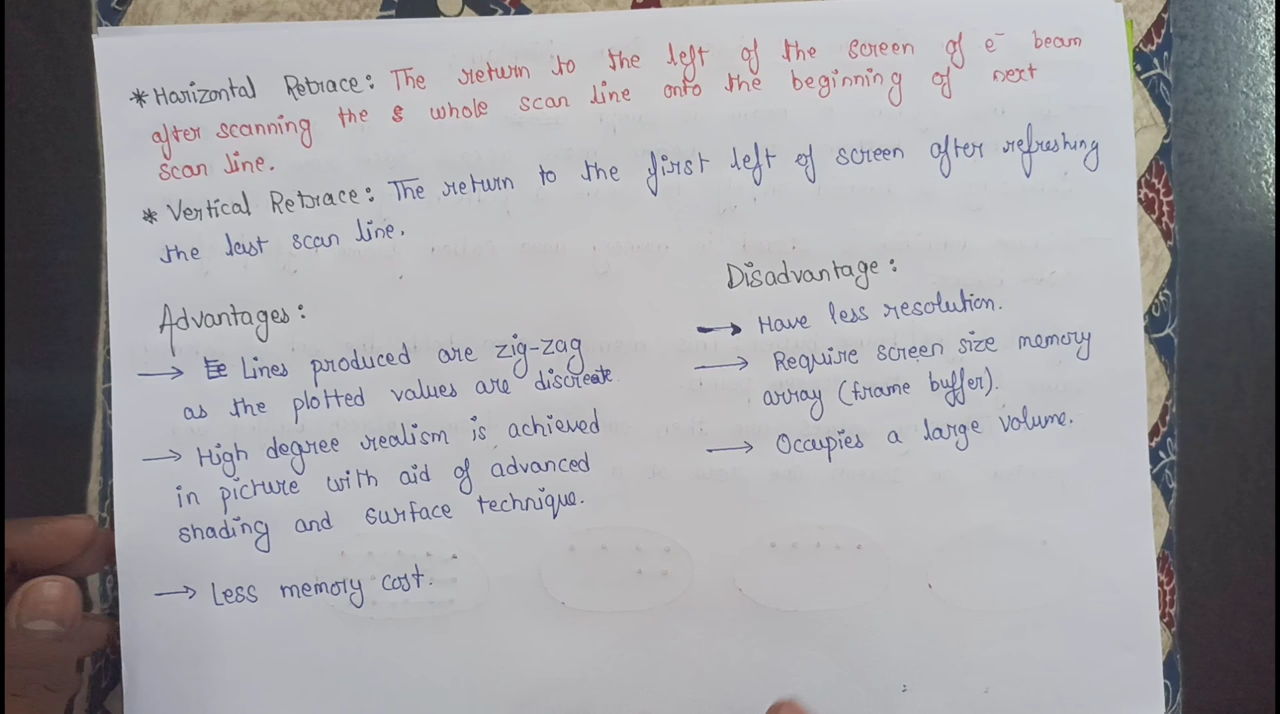 * Horizontal Retrace: The return to the left of the screen of e⁻ beam
after scanning the whole scan line onto the beginning of next
scan line.
* Vertical Retrace: The return to the first left of screen after refreshing
the last scan line.
Advantages:
→ Lines produced are zig-zag
as the plotted values are discreate.
→ High degree realism is achieved
in picture with aid of advanced
shading and surface technique.
→ Less memory cost.
Disadvantage:
→ Have less resolution.
→ Require screen size memory
array (frame buffer).
→ Occupies a large volume.